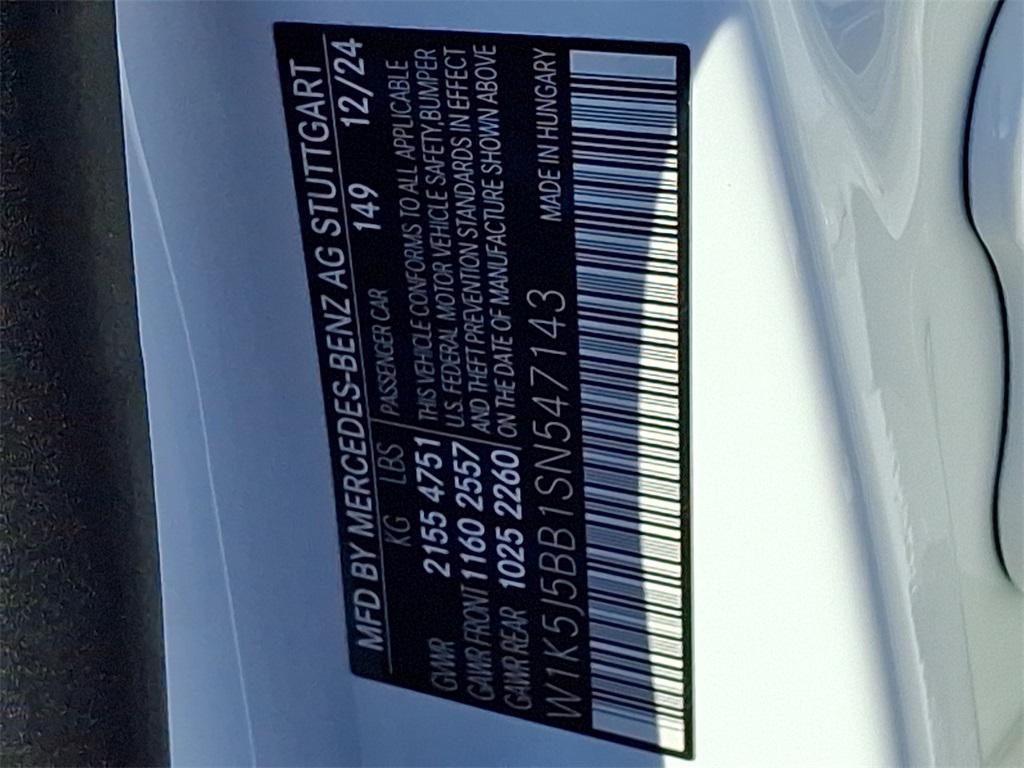 MFD BY MERCEDES-BENZ AG STUTTGART
KG LBS PASSENGER CAR 149 12/24
GVWR 2155 4751 THIS VEHICLE CONFORMS TO ALL APPLICABLE
GAWR FRONT 1160 2557 U.S. FEDERAL MOTOR VEHICLE SAFETY,BUMPER
GAWR REAR 1025 2260 AND THEFT PREVENTION STANDARDS IN EFFECT
ON THE DATE OF MANUFACTURE SHOWN ABOVE
W1K5J5BB1SN547143 MADE IN HUNGARY